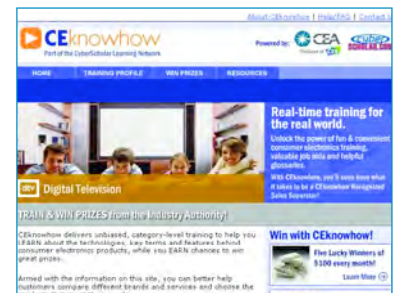 About CEknowhow | Help/FAQ | Contact U
CEknowhow
Part of the CyberScholar Learning Network
Powered by:
CEA
CYBER
SCHOLAR.COM
HOME
TRAINING PROFILE
WIN PRIZES
RESOURCES
Real-time training for
the real world.
Unlock the power of fun & convenient
consumer electronics training,
valuable job aids and helpful
glossaries.
With CEknowhow, you'll soon have what
it takes to be a CEknowhow Recognized
Sales Superstar!
dtv Digital Television
TRAIN & WIN PRIZES from the Industry Authority!
CEknowhow delivers unbiased, category-level training to help you
LEARN about the technologies, key terms and features behind
consumer electronics products, while you EARN chances to win
great prizes.
Armed with the information on this site, you can better help
customers compare different brands and services and choose the
Win with CEknowhow!
Five Lucky Winners of
$100 every month!
Learn More